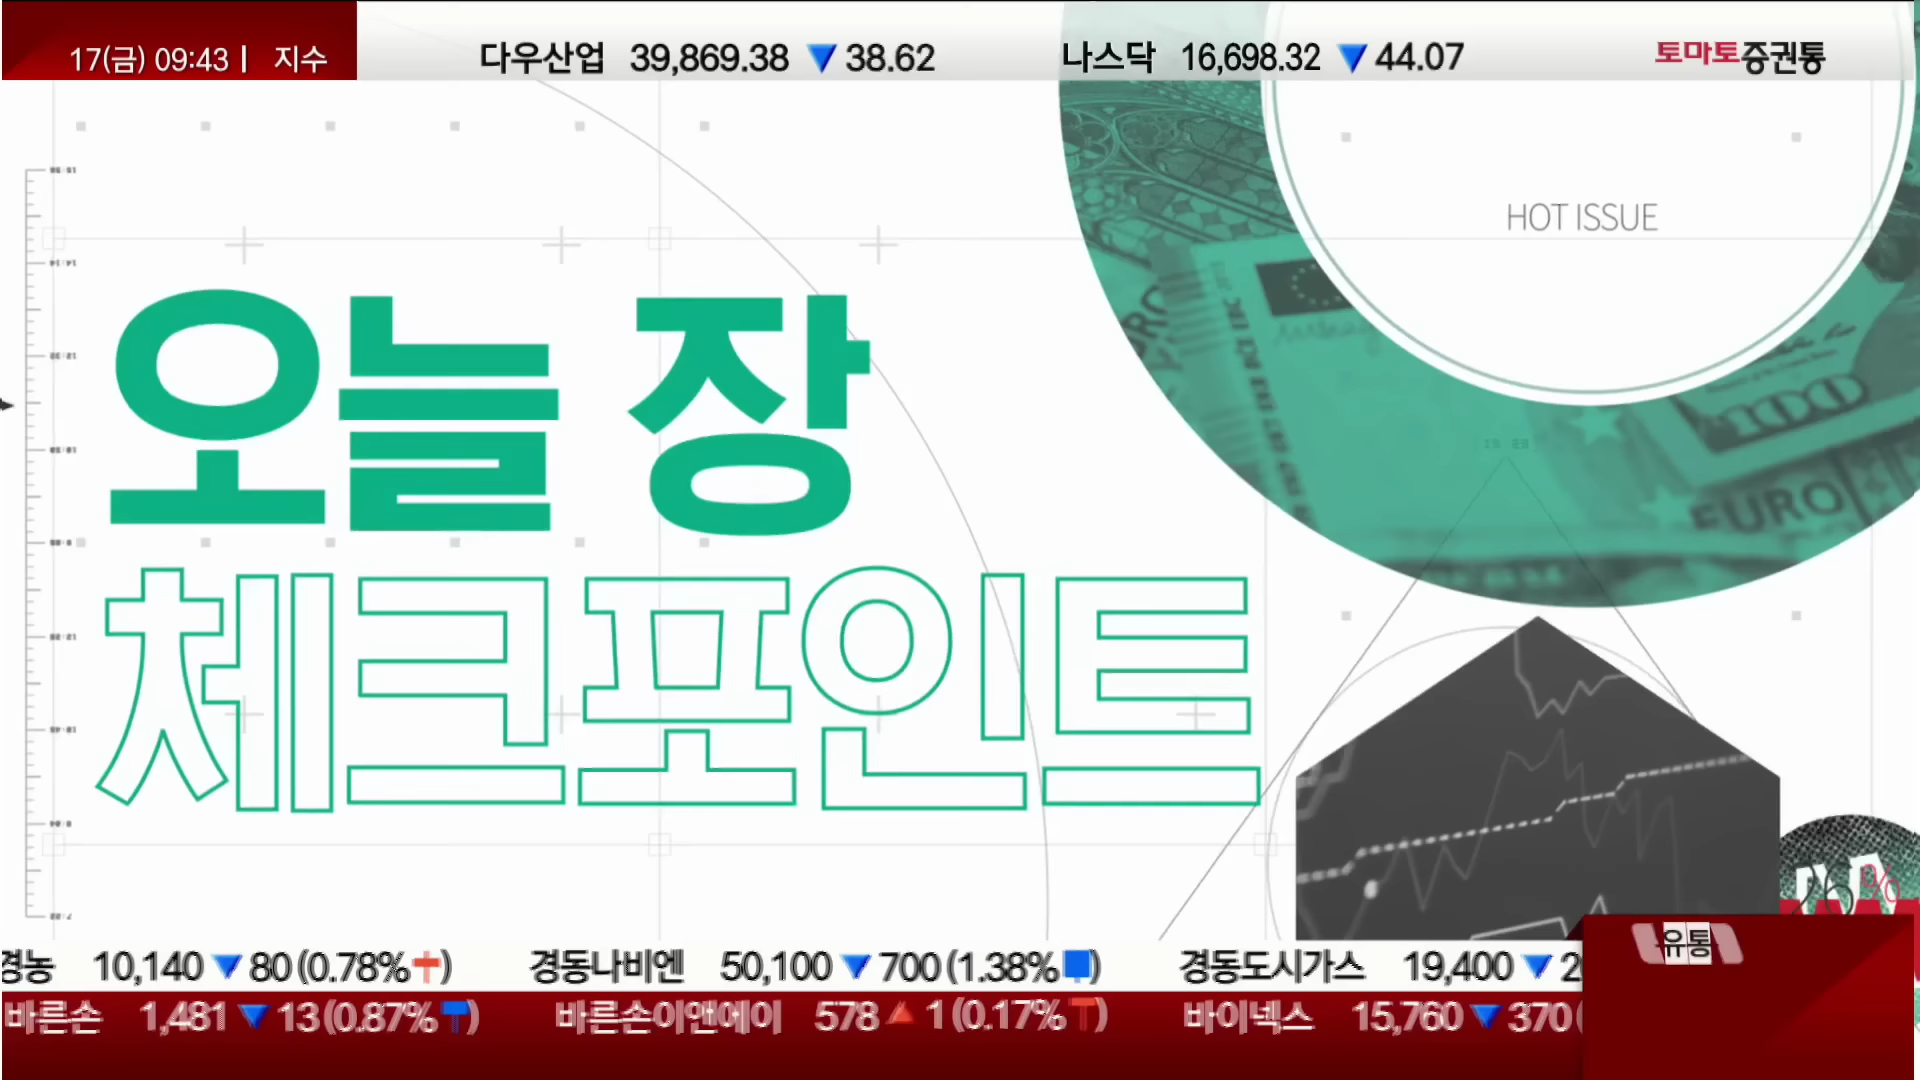 17(금) 09:43 | 지수 다우산업 39,869.38 ▼ 38.62 나스닥 16,698.32 ▼ 44.07 토마토증권통
HOT ISSUE
오늘 장
체크포인트
EURO
경농 10,140 ▼ 80 (0.78%) 경동나비엔 50,100 ▼ 700 (1.38%) 경동도시가스 19,400 ▼
유통
바른손 1,481 ▼ 13 (0.87%) 바른손이앤에이 578 ▲ 1 (0.17%) 바이넥스 15,760 ▼ 370